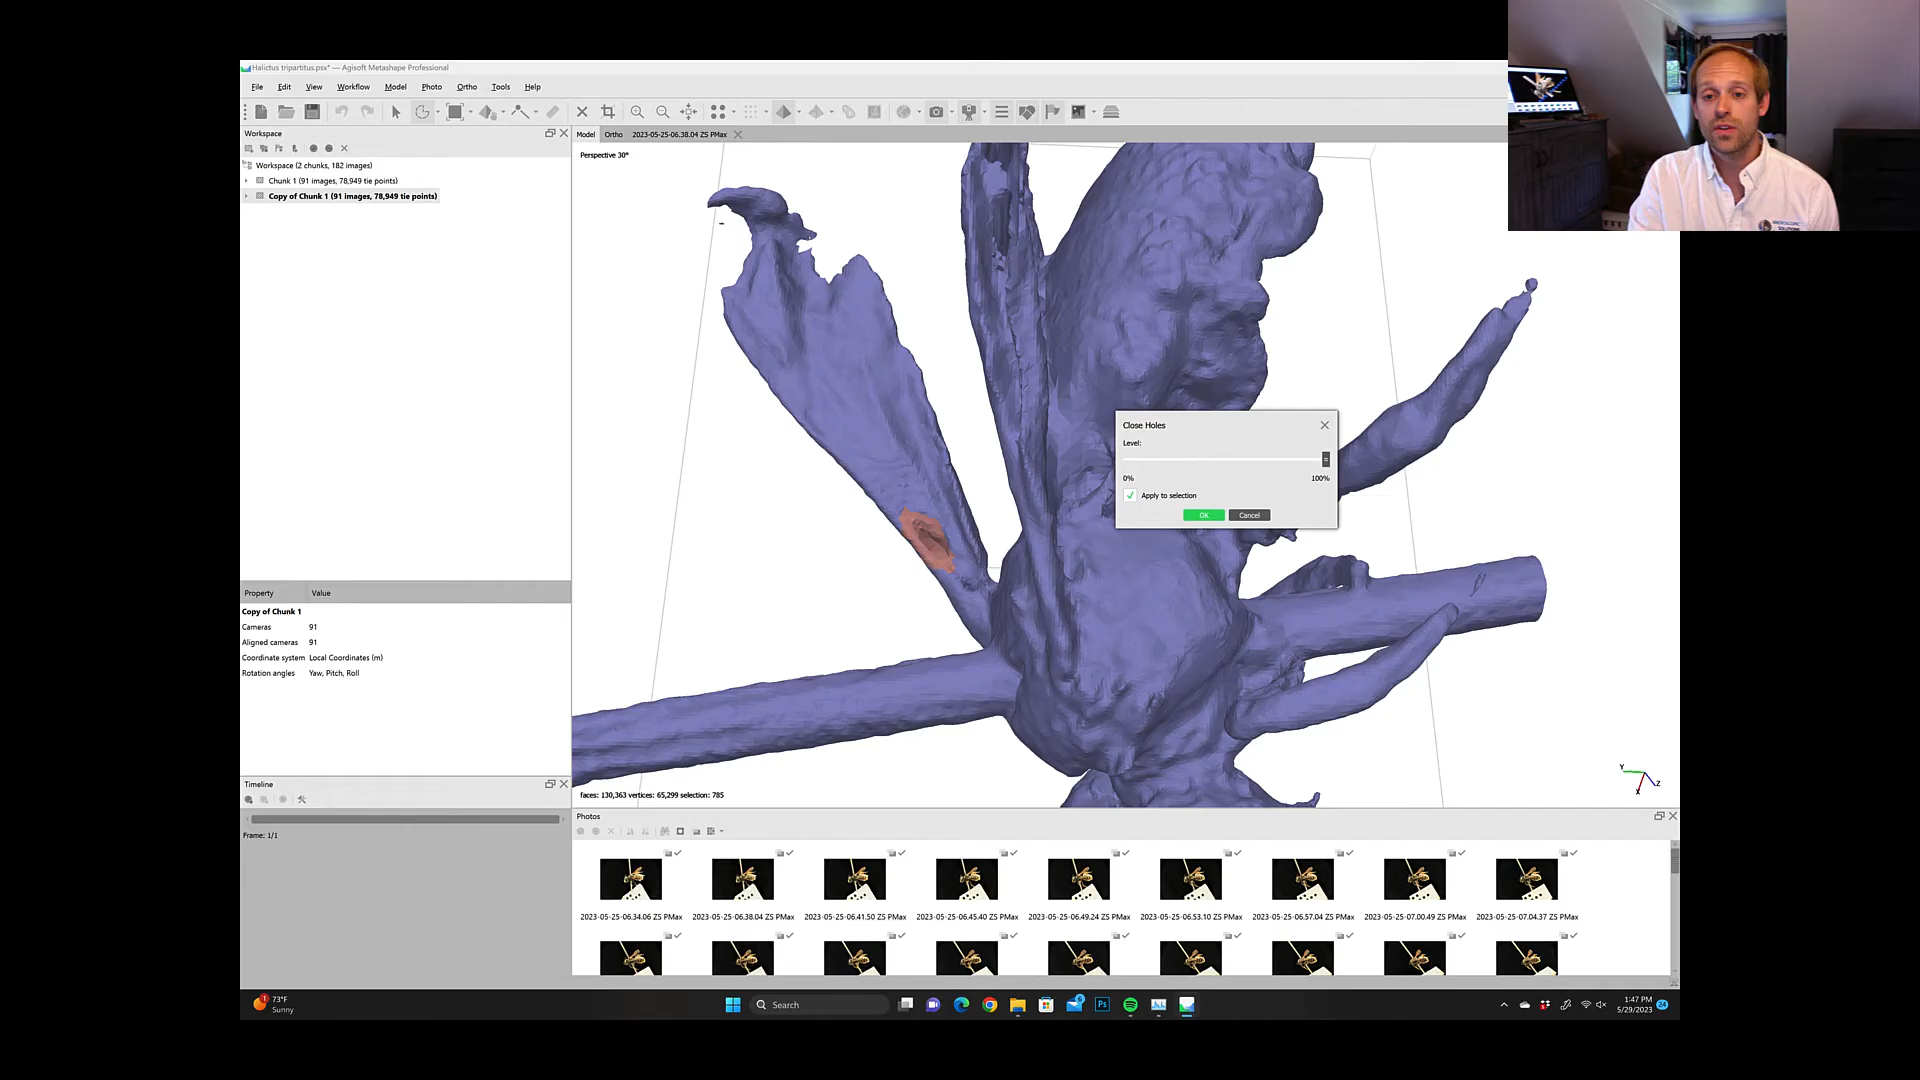 Halictus tripartitus.psx* — Agisoft Metashape Professional
File Edit View Workflow Model Photo Ortho Tools Help
Workspace
Model Ortho 2023-05-25-06.38.04 ZS PMax
Perspective 30°
Workspace (2 chunks, 182 images)
Chunk 1 (91 images, 78,949 tie points)
Copy of Chunk 1 (91 images, 78,949 tie points)
Close Holes
Level:
0% 100%
Apply to selection
OK Cancel
Property Value
Copy of Chunk 1
Cameras 91
Aligned cameras 91
Coordinate system Local Coordinates (m)
Rotation angles Yaw, Pitch, Roll
Y
Z
X
Timeline
Frame: 1/1
faces: 130,363 vertices: 65,299 selection: 785
Photos
2023-05-25-06.34.06 ZS PMax 2023-05-25-06.38.04 ZS PMax 2023-05-25-06.41.50 ZS PMax 2023-05-25-06.45.40 ZS PMax 2023-05-25-06.49.24 ZS PMax 2023-05-25-06.53.10 ZS PMax 2023-05-25-06.57.04 ZS PMax 2023-05-25-07.00.49 ZS PMax 2023-05-25-07.04.37 ZS PMax
1 73°F
Sunny
Search
Ps
1:47 PM
5/29/2023
24